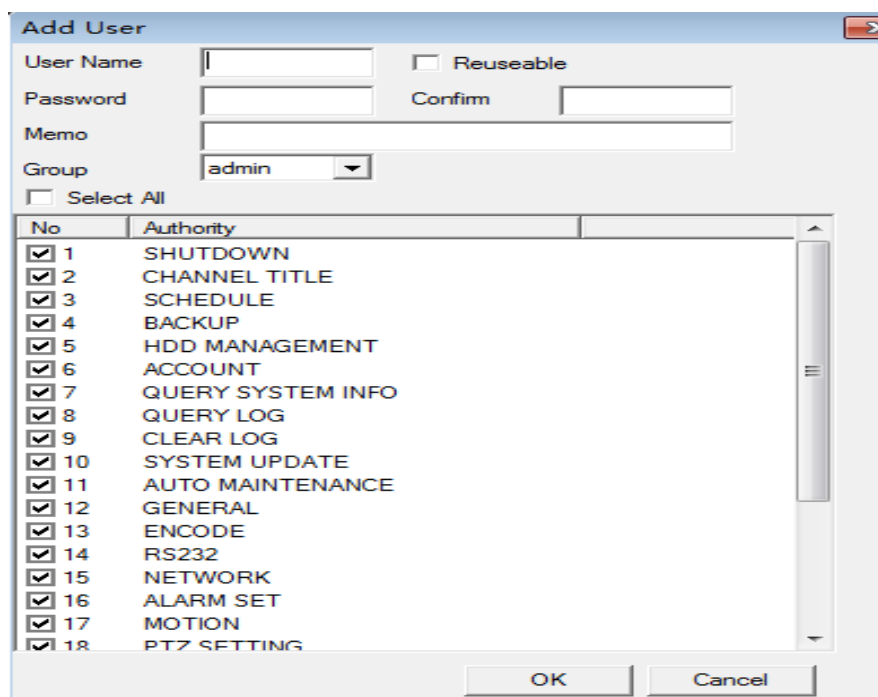 Add User
User Name Reuseable
Password Confirm
Memo
Group admin
Select All
No Authority
1 SHUTDOWN
2 CHANNEL TITLE
3 SCHEDULE
4 BACKUP
5 HDD MANAGEMENT
6 ACCOUNT
7 QUERY SYSTEM INFO
8 QUERY LOG
9 CLEAR LOG
10 SYSTEM UPDATE
11 AUTO MAINTENANCE
12 GENERAL
13 ENCODE
14 RS232
15 NETWORK
16 ALARM SET
17 MOTION
18 PTZ SETTING
OK Cancel